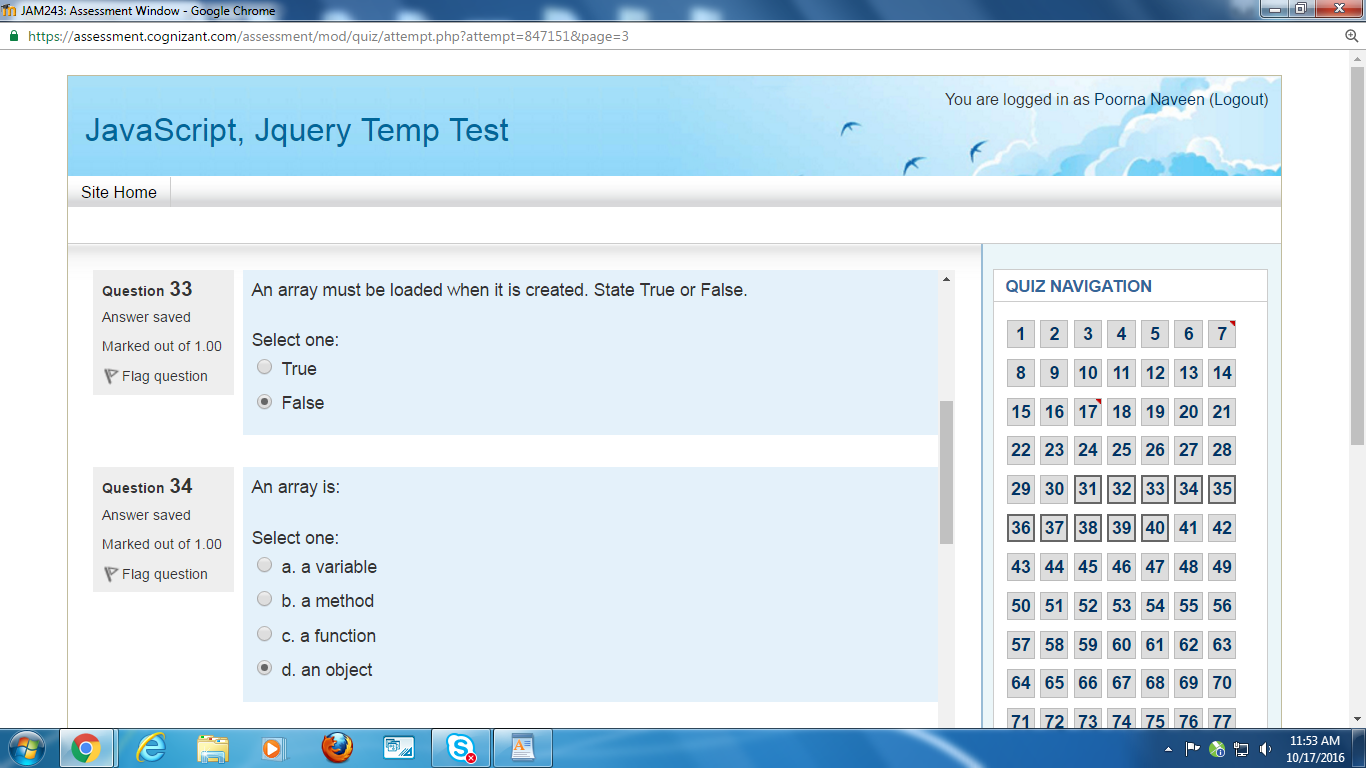 JAM243: Assessment Window - Google Chrome
https://assessment.cognizant.com/assessment/mod/quiz/attempt.php?attempt=847151&page=3
You are logged in as Poorna Naveen (Logout)
JavaScript, Jquery Temp Test
Site Home
Question 33
Answer saved
Marked out of 1.00
Flag question
An array must be loaded when it is created. State True or False.
Select one:
True
False
Question 34
Answer saved
Marked out of 1.00
Flag question
An array is:
Select one:
a. a variable
b. a method
c. a function
d. an object
QUIZ NAVIGATION
1 2 3 4 5 6 7
8 9 10 11 12 13 14
15 16 17 18 19 20 21
22 23 24 25 26 27 28
29 30 31 32 33 34 35
36 37 38 39 40 41 42
43 44 45 46 47 48 49
50 51 52 53 54 55 56
57 58 59 60 61 62 63
64 65 66 67 68 69 70
71 72 73 74 75 76 77
11:53 AM
10/17/2016